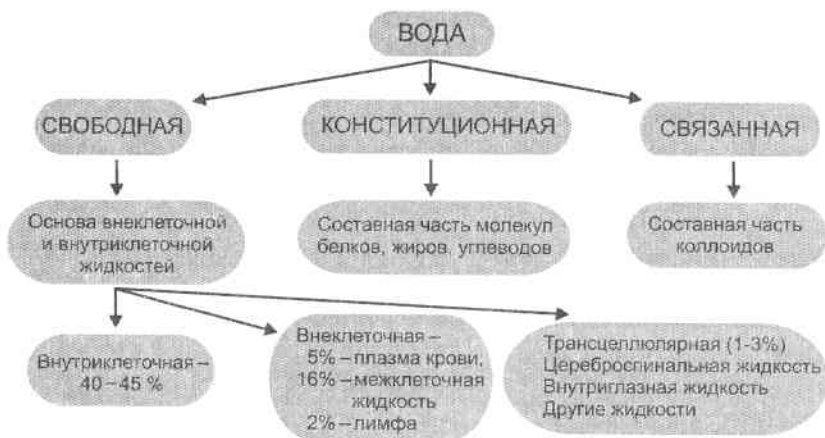 ВОДА
СВОБОДНАЯ
КОНСТИТУЦИОННАЯ
СВЯЗАННАЯ
Основа внеклеточной
и внутриклеточной
жидкостей
Составная часть молекул
белков, жиров, углеводов
Составная часть
коллоидов
Внутриклеточная –
40 – 45 %
Внеклеточная –
5% – плазма крови,
16% – межклеточная
жидкость
2% – лимфа
Трансцеллюлярная (1-3%)
Цереброспинальная жидкость
Внутриглазная жидкость
Другие жидкости